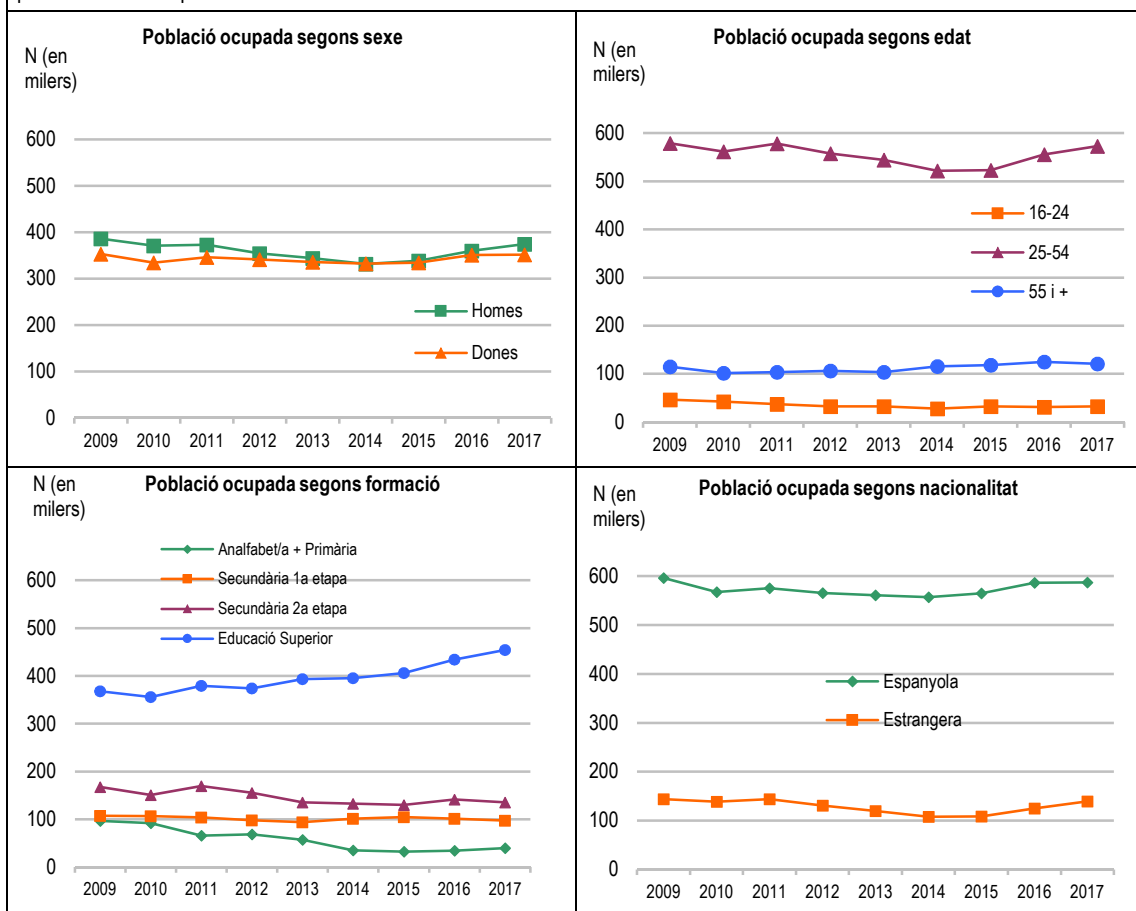 Població ocupada segons sexe
N (en
milers)
600
500
400
300
200
100
0
Homes
Dones
2009 2010 2011 2012 2013 2014 2015 2016 2017
Població ocupada segons edat
N (en
milers)
600
500
400
300
200
100
0
16-24
25-54
55 i +
2009 2010 2011 2012 2013 2014 2015 2016 2017
Població ocupada segons formació
N (en
milers)
Analfabet/a + Primària
Secundària 1a etapa
Secundària 2a etapa
Educació Superior
600
500
400
300
200
100
0
2009 2010 2011 2012 2013 2014 2015 2016 2017
Població ocupada segons nacionalitat
N (en
milers)
600
500
400
300
200
100
0
Espanyola
Estrangera
2009 2010 2011 2012 2013 2014 2015 2016 2017